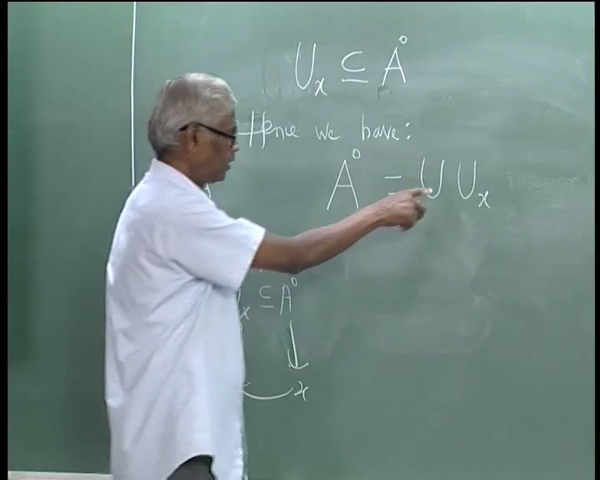 Uₓ ⊆ A°
Hence we have:
A° = ∪ Uₓ
ₓ ⊆ A°
↓
x